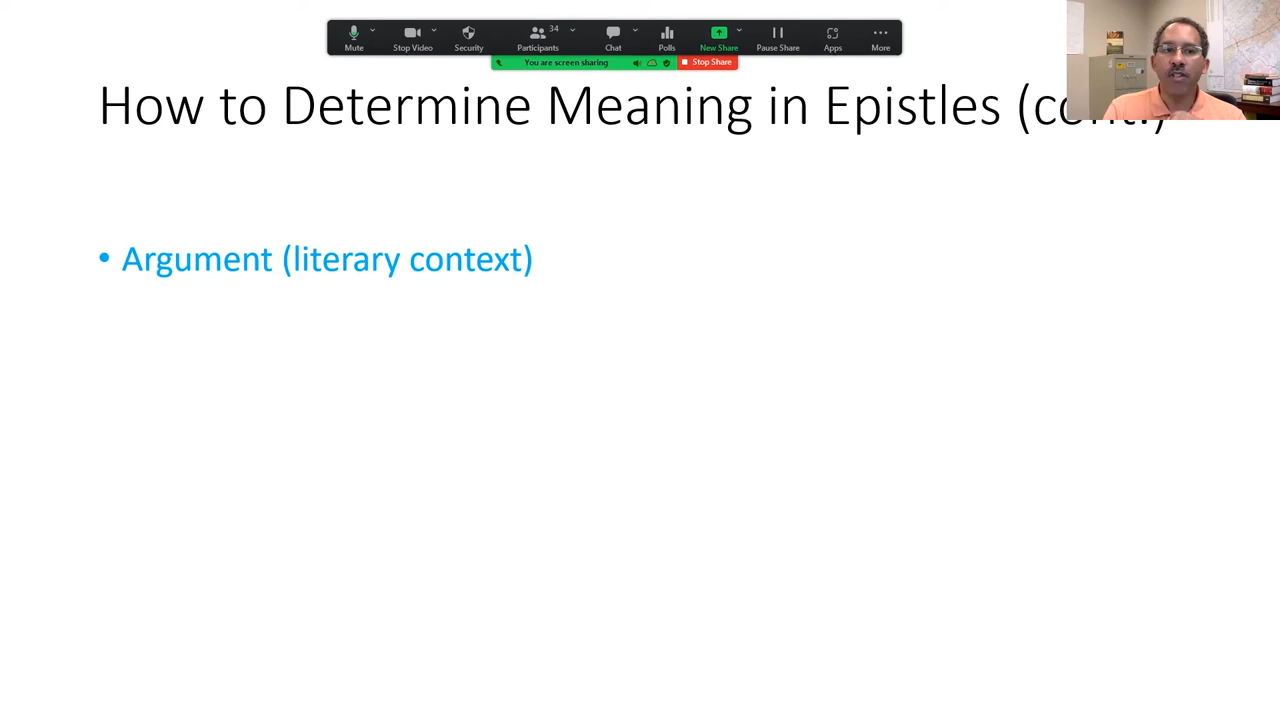 34
Mute
Stop Video
Security
Participants
Chat
Polls
New Share
Pause Share
Apps
More
You are screen sharing
Stop Share
How to Determine Meaning in Epistles (cont.)
• Argument (literary context)